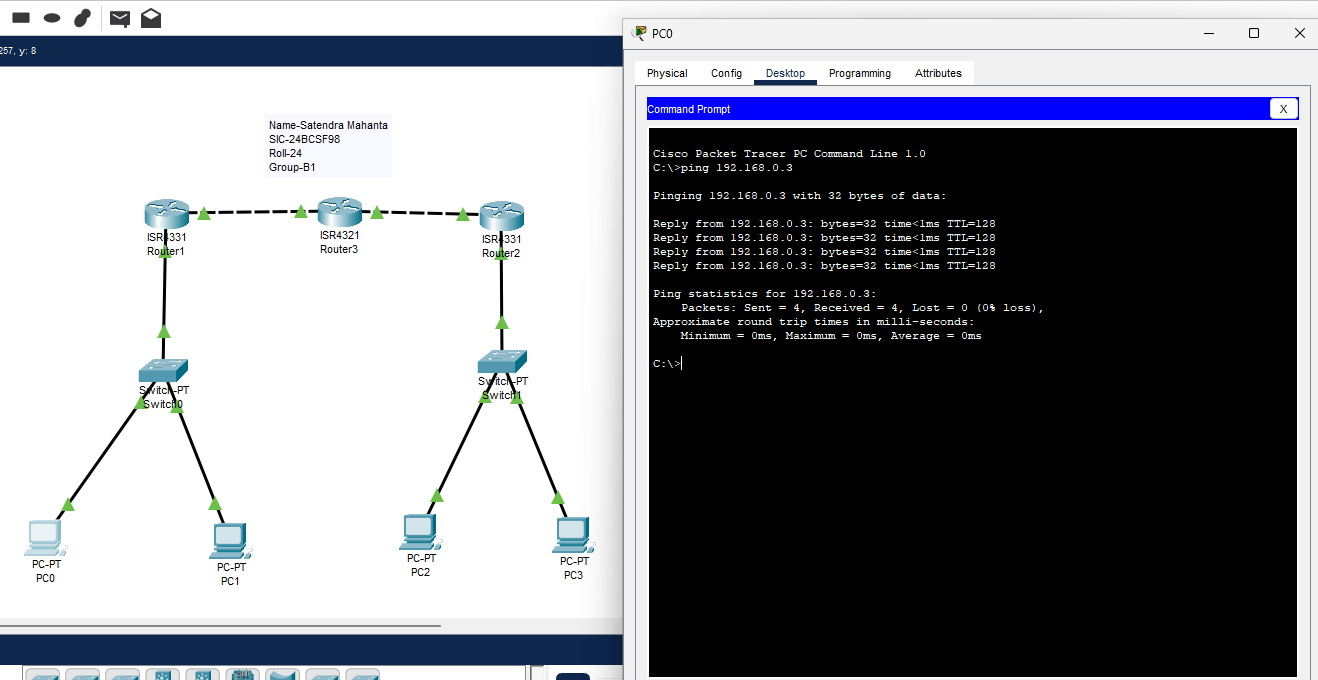 257, y: 8
Name-Satendra Mahanta
SIC-24BCSF98
Roll-24
Group-B1
ISR4331
Router1
ISR4321
Router3
ISR4331
Router2
Switch-PT
Switch0
Switch-PT
Switch1
PC-PT
PC0
PC-PT
PC1
PC-PT
PC2
PC-PT
PC3
PC0
Physical Config Desktop Programming Attributes
Command Prompt X
Cisco Packet Tracer PC Command Line 1.0
C:\>ping 192.168.0.3
Pinging 192.168.0.3 with 32 bytes of data:
Reply from 192.168.0.3: bytes=32 time<1ms TTL=128
Reply from 192.168.0.3: bytes=32 time<1ms TTL=128
Reply from 192.168.0.3: bytes=32 time<1ms TTL=128
Reply from 192.168.0.3: bytes=32 time<1ms TTL=128
Ping statistics for 192.168.0.3:
Packets: Sent = 4, Received = 4, Lost = 0 (0% loss),
Approximate round trip times in milli-seconds:
Minimum = 0ms, Maximum = 0ms, Average = 0ms
C:\>